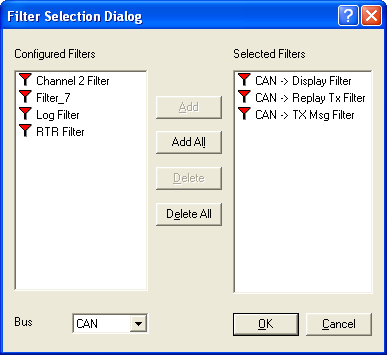 Filter Selection Dialog
Configured Filters
Channel 2 Filter
Filter_7
Log Filter
RTR Filter
Add
Add All
Delete
Delete All
Selected Filters
CAN -> Display Filter
CAN -> Replay Tx Filter
CAN -> TX Msg Filter
Bus
CAN
OK
Cancel